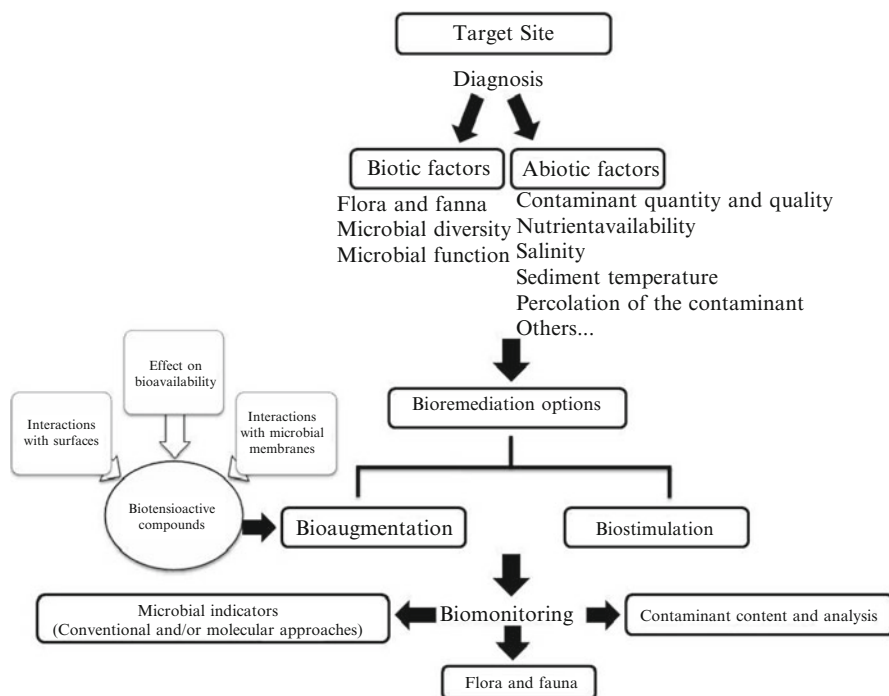 Target Site
Diagnosis
Biotic factors
Abiotic factors
Flora and fanna
Microbial diversity
Microbial function
Contaminant quantity and quality
Nutrientavailability
Salinity
Sediment temperature
Percolation of the contaminant
Others...
Effect on
bioavailability
Interactions
with surfaces
Interactions
with microbial
membranes
Bioremediation options
Biotensioactive
compounds
Bioaugmentation
Biostimulation
Microbial indicators
(Conventional and/or molecular approaches)
Biomonitoring
Contaminant content and analysis
Flora and fauna